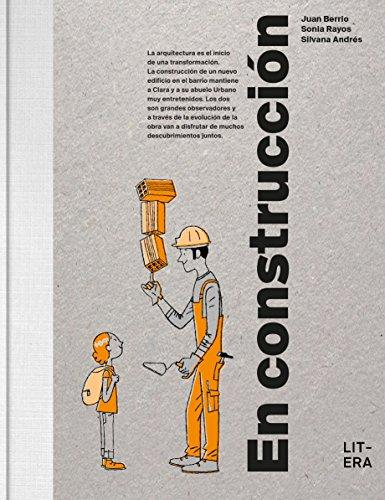 Juan Berrio
Sonia Rayos
Silvana Andrés
La arquitectura es el inicio
de una transformación.
La construcción de un nuevo
edificio en el barrio mantiene
a Clara y a su abuelo Urbano
muy entretenidos. Los dos
son grandes observadores y
a través de la evolución de la
obra van a disfrutar de muchos
descubrimientos juntos.
En construcción
LIT-
ERA